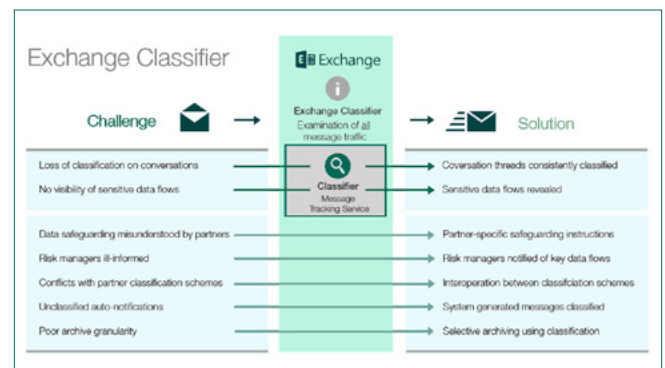 Exchange Classifier
Exchange
Exchange Classifier
Examination of all
message traffic
Challenge
Solution
Loss of classification on conversations
No visibility of sensitive data flows
Classifier
Message
Tracking Service
Coversation threads consistently classified
Sensitive data flows revealed
Data safeguarding misunderstood by partners
Partner-specific safeguarding instructions
Risk managers ill-informed
Risk managers notified of key data flows
Conflicts with partner classification schemes
Interoperation between classifciation schemes
Unclassified auto-notifications
System generated messages classified
Poor archive granularity
Selective archiving using classification